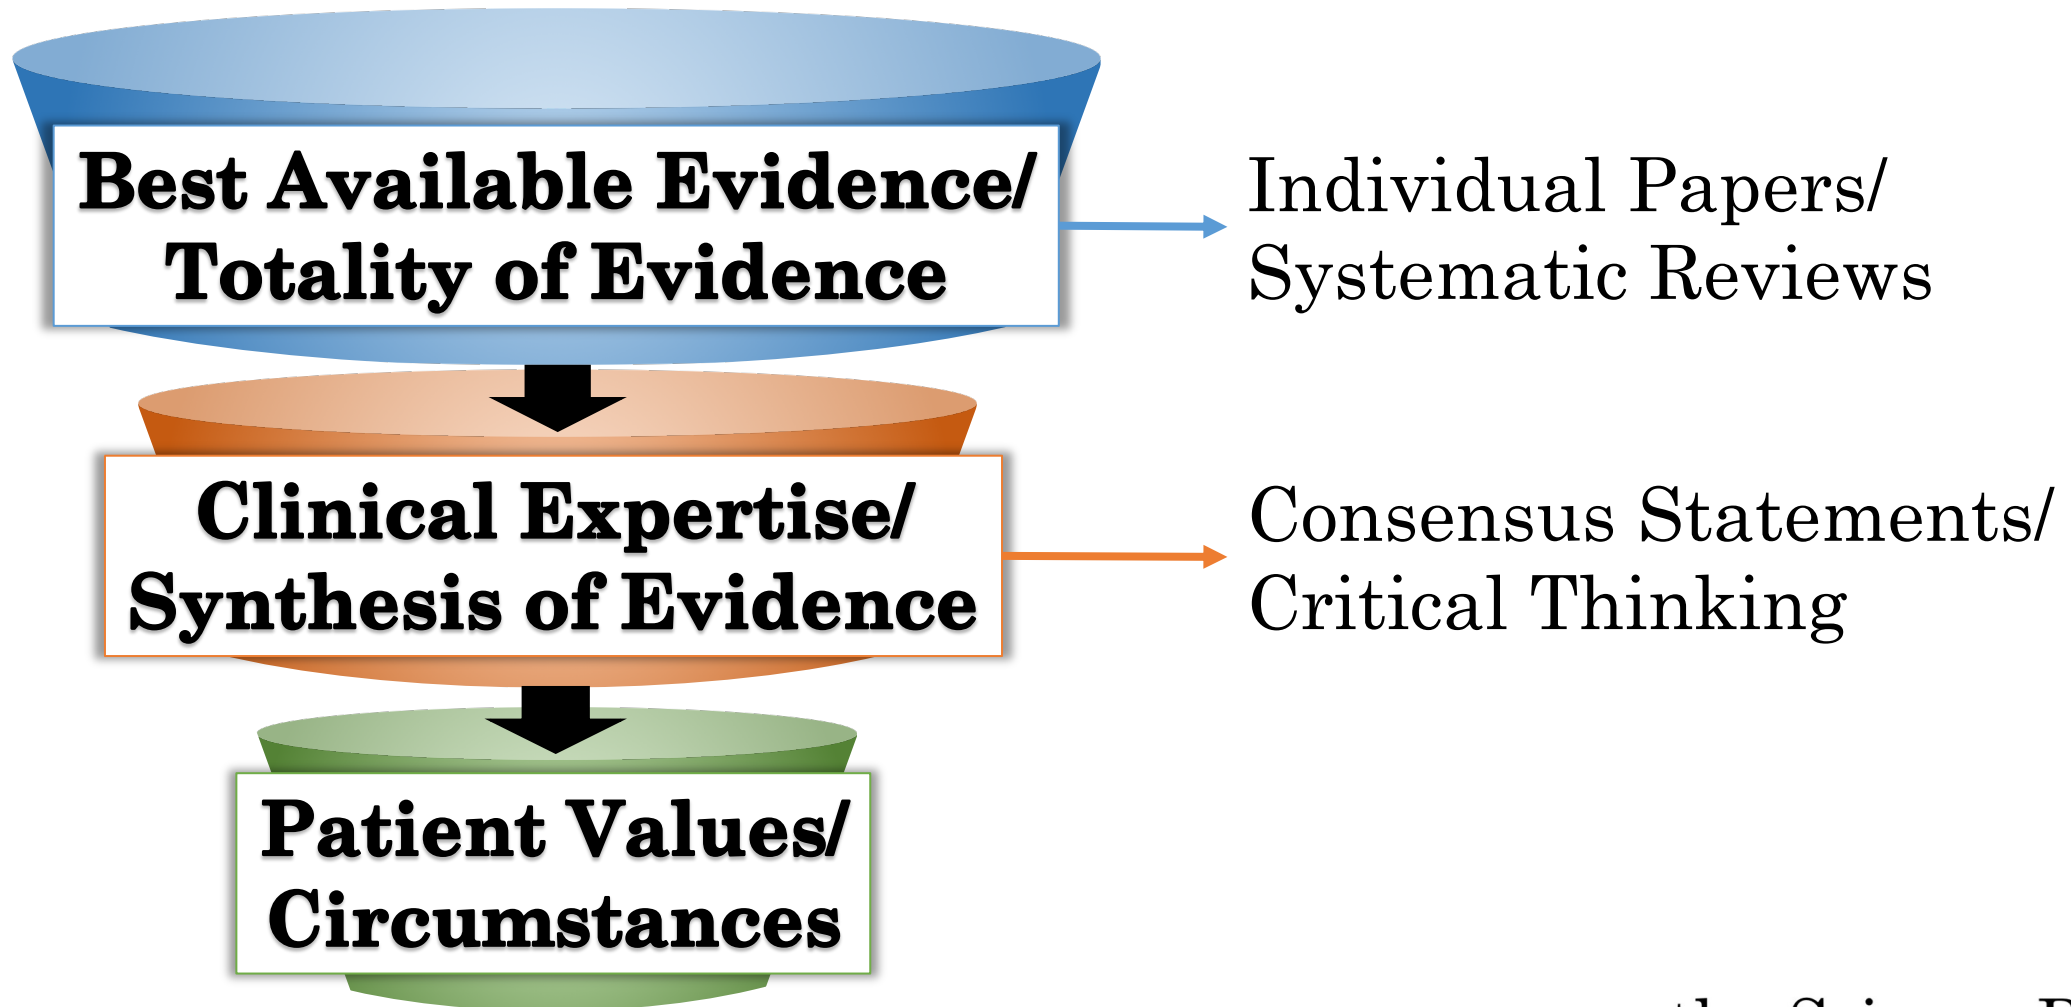 Best Available Evidence/
Totality of Evidence
Individual Papers/
Systematic Reviews
Clinical Expertise/
Synthesis of Evidence
Consensus Statements/
Critical Thinking
Patient Values/
Circumstances